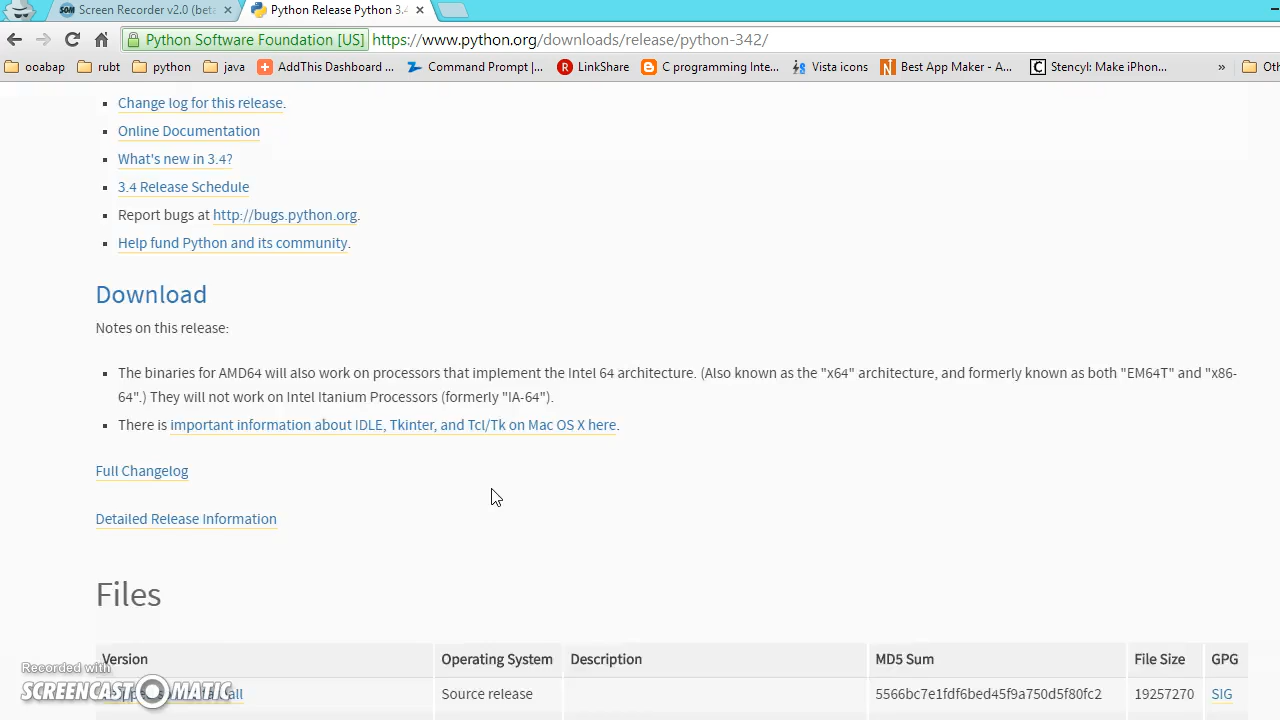 Screen Recorder v2.0 (beta
Python Release Python 3.4
Python Software Foundation [US] https://www.python.org/downloads/release/python-342/
ooabap rubt python java AddThis Dashboard ... Command Prompt |... LinkShare C programming Inte... Vista icons Best App Maker - A... Stencyl: Make iPhon... » Oth
Change log for this release.
Online Documentation
What's new in 3.4?
3.4 Release Schedule
Report bugs at http://bugs.python.org.
Help fund Python and its community.
Download
Notes on this release:
The binaries for AMD64 will also work on processors that implement the Intel 64 architecture. (Also known as the "x64" architecture, and formerly known as both "EM64T" and "x86-
64".) They will not work on Intel Itanium Processors (formerly "IA-64").
There is important information about IDLE, Tkinter, and Tcl/Tk on Mac OS X here.
Full Changelog
Detailed Release Information
Files
Version Operating System Description MD5 Sum File Size GPG
Source release 5566bc7e1fdf6bed45f9a750d5f80fc2 19257270 SIG
Recorded with
SCREENCAST MATIC